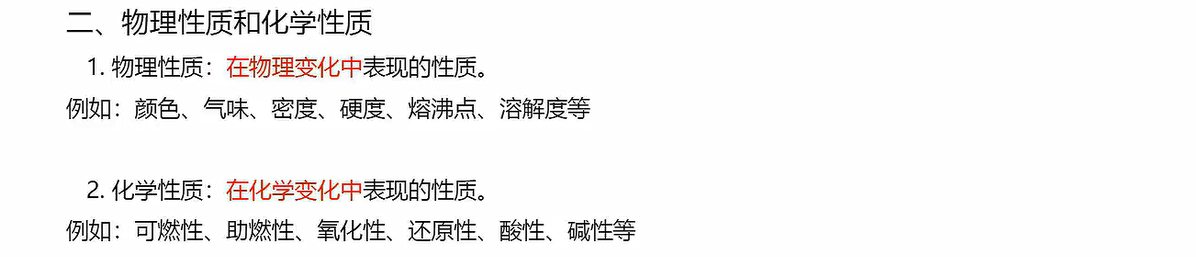 二、物理性质和化学性质
1. 物理性质：在物理变化中表现的性质。
例如：颜色、气味、密度、硬度、熔沸点、溶解度等
2. 化学性质：在化学变化中表现的性质。
例如：可燃性、助燃性、氧化性、还原性、酸性、碱性等